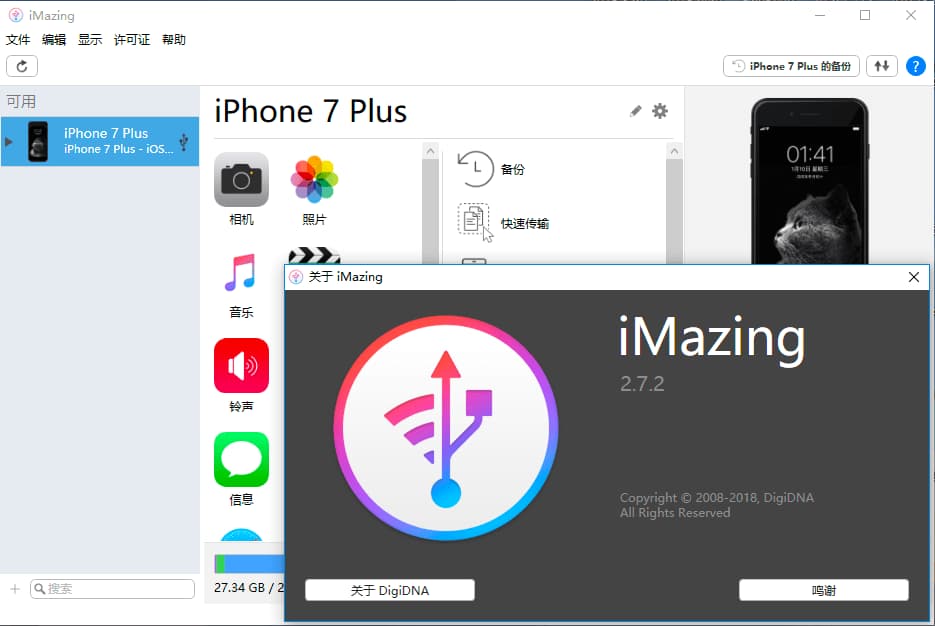 iMazing
文件 编辑 显示 许可证 帮助
iPhone 7 Plus 的备份
?
可用
iPhone 7 Plus
iPhone 7 Plus - iOS...
iPhone 7 Plus
相机
照片
备份
快速传输
音乐
铃声
信息
01:41
1月10日 星期三
关于 iMazing
iMazing
2.7.2
Copyright © 2008-2018, DigiDNA
All Rights Reserved
关于 DigiDNA
鸣谢
27.34 GB / 2
搜索